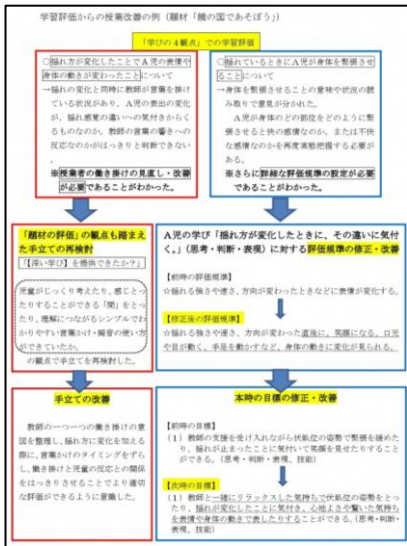 学習評価からの授業改善の例（題材「鏡の国であそぼう」）
「学びの4観点」での学習評価
○揺れ方が変化したことでA児の表情や
身体の動きが変わったことについて
→揺れの変化と同時に教師が言葉を掛け
ている状況があり、A児の表出の変化
が、揺れ感覚の違いへの気付きからく
るものなのか、教師の言葉の響きへの
反応なのかがはっきりと判断できない。
※授業者の働き掛けの見直し・改善
が必要であることがわかった。
○揺れているときにA児が身体を緊張させ
ることについて
→身体を緊張させることの意味や状況の読
み取りで意見が分かれた。
A児が身体のどの部位をどのように緊
張させると快の感情なのか、または不快
な感情なのかを再度実態把握する必要が
ある。
※さらに詳細な評価規準の設定が必要
であることがわかった。
「題材の評価」の観点も踏まえた
手立ての再検討
「【深い学び】を提供できたか？」
児童がじっくり考えたり、感じと
ったりすることができる「間」をとっ
たり、理解につながるシンプルで
わかりやすい言葉かけ・擬音の使い方
ができていたか。
の観点で手立てを再検討した。
A児の学び「揺れ方が変化したときに、その違いに気付
く。」（思考・判断・表現）に対する評価規準の修正・改善
【前時の評価規準】
☆揺れる強さや速さ、方向が変わったときなどに表情が変化する。
【修正後の評価規準】
☆揺れる強さや速さ、方向が変わった直後に、笑顔になる、口元
や目が動く、手足を動かすなど、身体の動きに変化が見られる。
手立ての改善
教師の一つ一つの働き掛けの意
図を整理し、揺れ方に変化を加える
際に、言葉かけのタイミングをずら
し、働き掛けと児童の反応との関係
をはっきりさせることでより適切
な評価ができるように意識した。
本時の目標の修正・改善
【前時の目標】
（1）教師の支援を受け入れながら伏臥位の姿勢で緊張を緩め
たり、揺れが止まったことに気付いて笑顔を見せたりすること
ができる。（思考・判断・表現、技能）
【次時の目標】
（1）教師と一緒にリラックスした気持ちで伏臥位の姿勢をとっ
たり、揺れが変化したことに気付き、心地よさや驚いた気持ち
を表情や身体の動きで表したりすることができる。（思考・判断・
表現、技能）